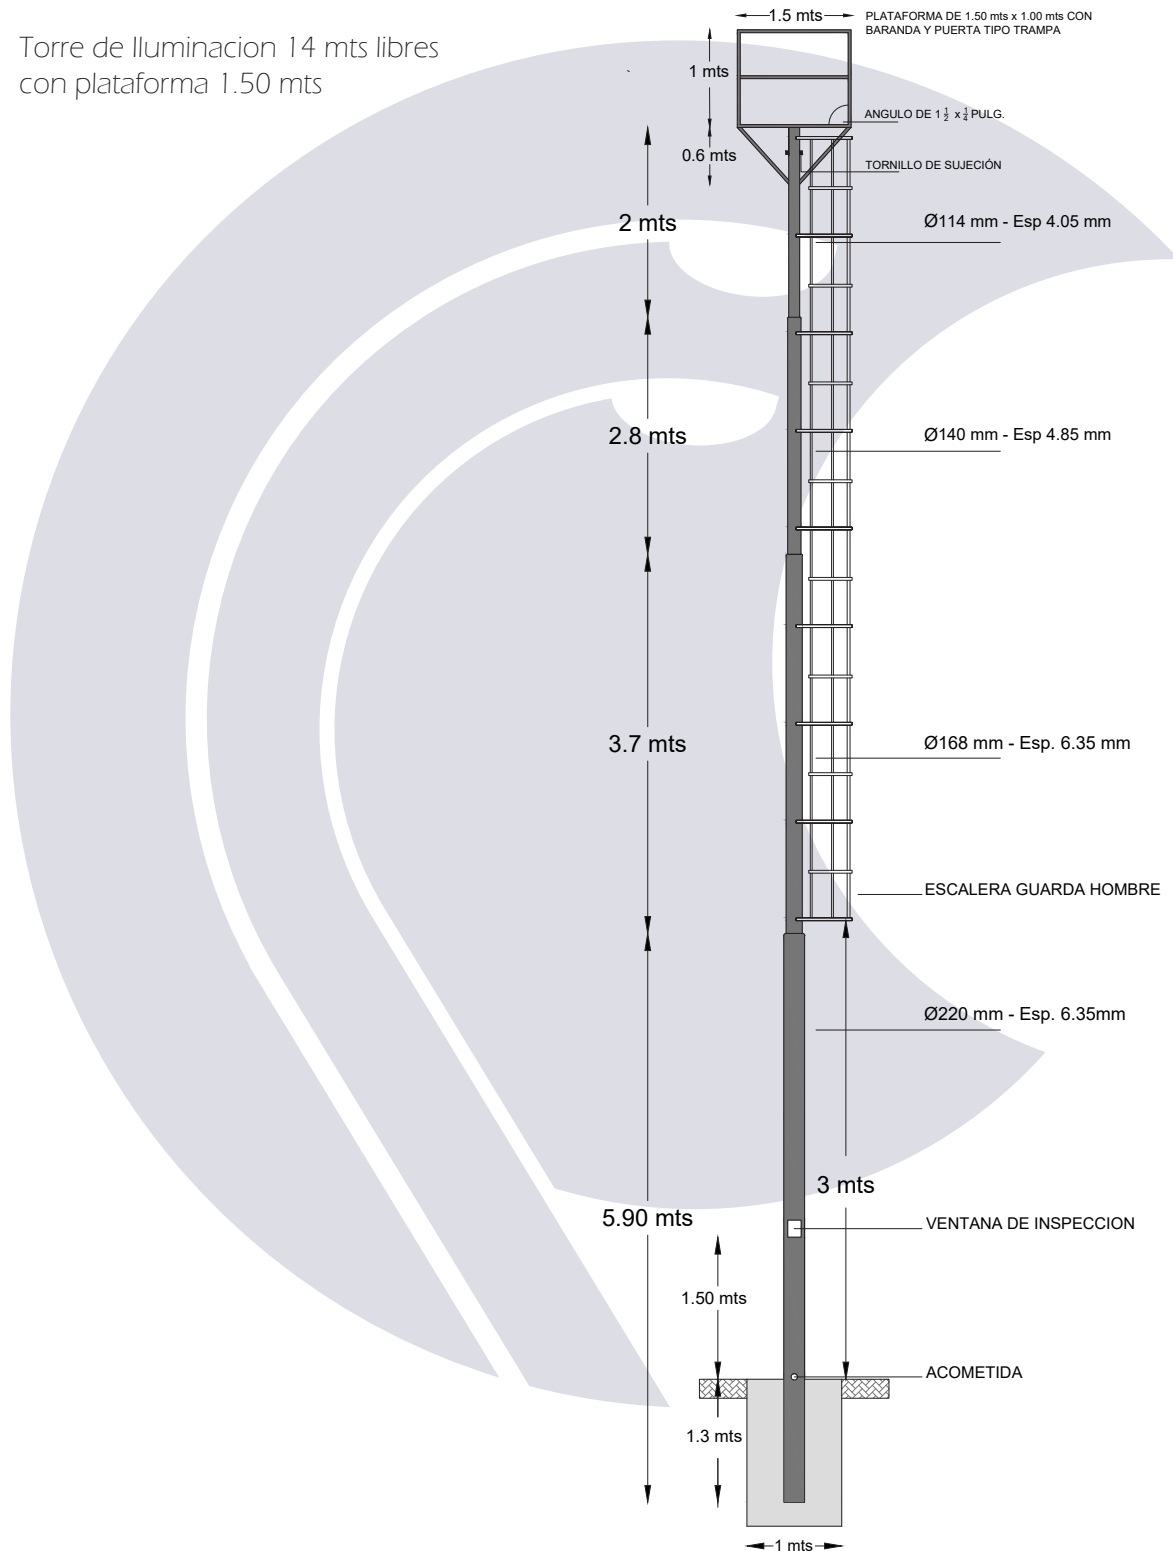 Torre de Iluminacion 14 mts libres
con plataforma 1.50 mts
1.5 mts
PLATAFORMA DE 1.50 mts x 1.00 mts CON
BARANDA Y PUERTA TIPO TRAMPA
1 mts
ANGULO DE 1 1/2 x 1/4 PULG.
0.6 mts
TORNILLO DE SUJECIÓN
2 mts
Ø114 mm - Esp 4.05 mm
2.8 mts
Ø140 mm - Esp 4.85 mm
3.7 mts
Ø168 mm - Esp. 6.35 mm
ESCALERA GUARDA HOMBRE
Ø220 mm - Esp. 6.35mm
3 mts
5.90 mts
VENTANA DE INSPECCION
1.50 mts
ACOMETIDA
1.3 mts
1 mts